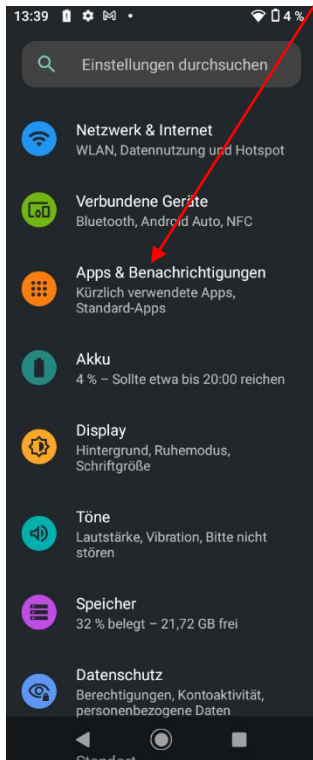 13:39 4 %
Einstellungen durchsuchen
Netzwerk & Internet
WLAN, Datennutzung und Hotspot
Verbundene Geräte
Bluetooth, Android Auto, NFC
Apps & Benachrichtigungen
Kürzlich verwendete Apps,
Standard-Apps
Akku
4 % – Sollte etwa bis 20:00 reichen
Display
Hintergrund, Ruhemodus,
Schriftgröße
Töne
Lautstärke, Vibration, Bitte nicht
stören
Speicher
32 % belegt – 21,72 GB frei
Datenschutz
Berechtigungen, Kontoaktivität,
personenbezogene Daten
Standort